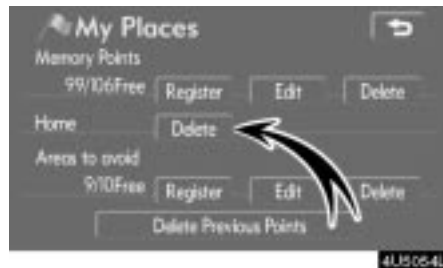 My Places
Memory Points
99/106Free Register Edit Delete
Home Delete
Areas to avoid
9/10Free Register Edit Delete
Delete Previous Points
4U5054L